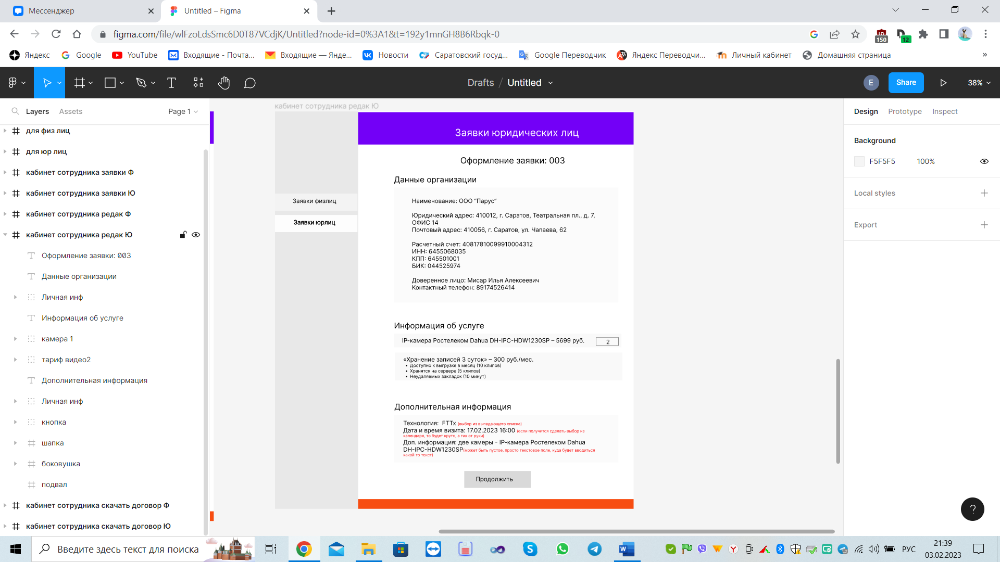 Мессенджер
Untitled – Figma
figma.com/file/wlFzoLdsSmc6D0T87VCdjK/Untitled?node-id=0%3A1&t=192y1mnGH8B6Rbqk-0
150
12
Яндекс
Google
YouTube
Входящие - Почта...
Входящие — Янде...
Новости
Саратовский госуд...
Google Переводчик
Яндекс Переводчи...
Личный кабинет
Домашняя страница
»
Drafts / Untitled
E
Share
38%
Layers
Assets
Page 1
для физ лиц
для юр лиц
кабинет сотрудника заявки Ф
кабинет сотрудника заявки Ю
кабинет сотрудника редак Ф
кабинет сотрудника редак Ю
Оформление заявки: 003
Данные организации
Личная инф
Информация об услуге
камера 1
тариф видео2
Дополнительная информация
Личная инф
кнопка
шапка
боковушка
подвал
кабинет сотрудника скачать договор Ф
кабинет сотрудника скачать договор Ю
кабинет сотрудника редак Ю
Заявки физлиц
Заявки юрлиц
Заявки юридических лиц
Оформление заявки: 003
Данные организации
Наименование: ООО "Парус"
Юридический адрес: 410012, г. Саратов, Театральная пл., д. 7,
ОФИС 14
Почтовый адрес: 410056, г. Саратов, ул. Чапаева, 62
Расчетный счет: 40817810099910004312
ИНН: 6455068035
КПП: 645501001
БИК: 044525974
Доверенное лицо: Мисар Илья Алексеевич
Контактный телефон: 89174526414
Информация об услуге
IP-камера Ростелеком Dahua DH-IPC-HDW1230SP – 5699 руб.
2
«Хранение записей 3 суток» – 300 руб./мес.
• Доступно к выгрузке в месяц (10 клипов)
• Хранятся на сервере (5 клипов)
• Неудаляемых закладок (10 минут)
Дополнительная информация
Технология: FTTx (выбор из выпадающего списка)
Дата и время визита: 17.02.2023 16:00 (если получится сделать выбор из
календаря, то будет круто, а так от руки)
Доп. информация: две камеры - IP-камера Ростелеком Dahua
DH-IPC-HDW1230SP(может быть пустое, просто текстовое поле, куда будет вводиться
какой то текст)
Продолжить
Design
Prototype
Inspect
Background
F5F5F5
100%
Local styles
Export
?
Введите здесь текст для поиска
РУС
21:39
03.02.2023